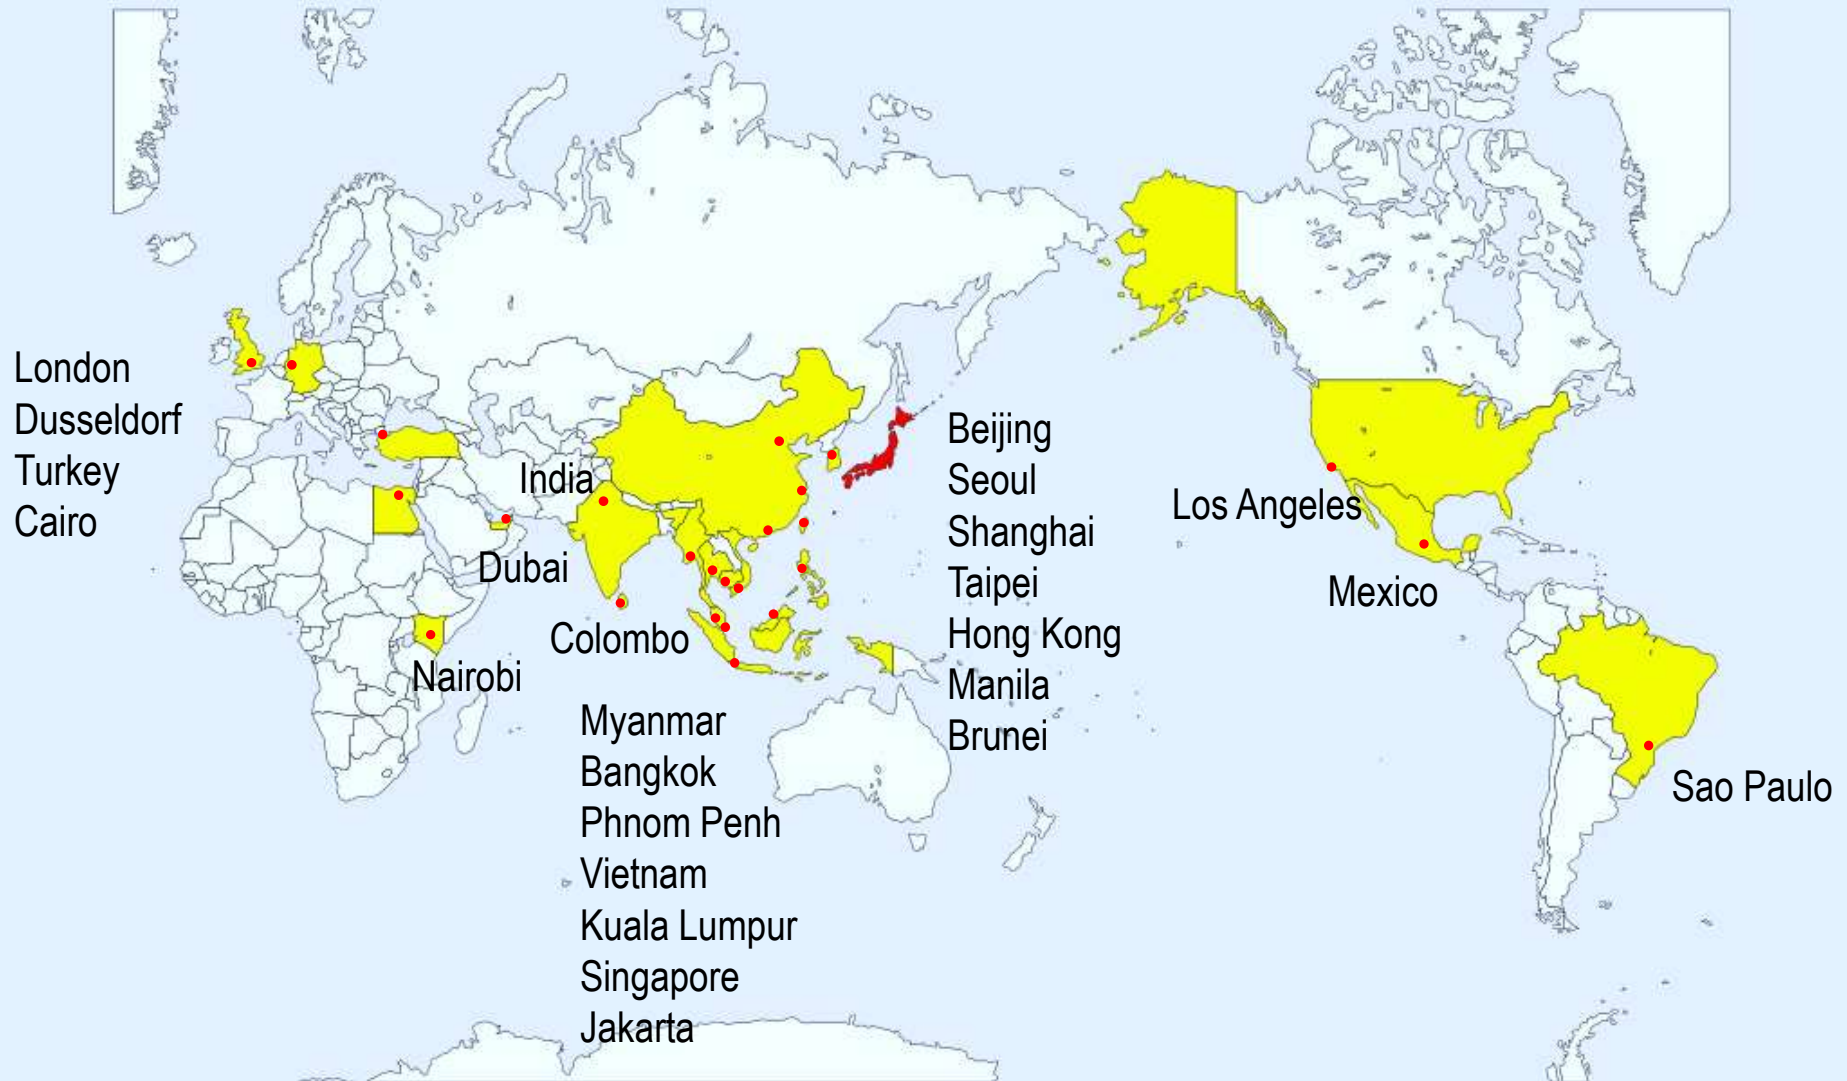 London
Dusseldorf
Turkey
Cairo
India
Dubai
Colombo
Nairobi
Myanmar
Bangkok
Phnom Penh
Vietnam
Kuala Lumpur
Singapore
Jakarta
Beijing
Seoul
Shanghai
Taipei
Hong Kong
Manila
Brunei
Los Angeles
Mexico
Sao Paulo